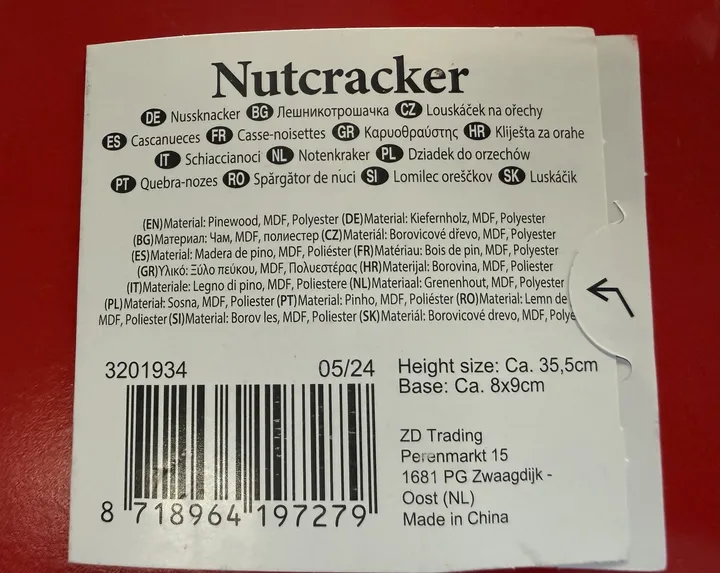 Nutcracker
DE Nussknacker BG Лешникотрошачка CZ Louskáček na ořechy
ES Cascanueces FR Casse-noisettes GR Καρυοθραύστης HR Kliješta za orahe
IT Schiaccianoci NL Notenkraker PL Dziadek do orzechów
PT Quebra-nozes RO Spărgător de nuci SI Lomilec oreščkov SK Luskáčik
(EN)Material: Pinewood, MDF, Polyester (DE)Material: Kiefernholz, MDF, Polyester
(BG)Материал: Чам, MDF, полиестер (CZ)Materiál: Borovicové dřevo, MDF, Polyester
(ES)Material: Madera de pino, MDF, Poliéster (FR)Matériau: Bois de pin, MDF, Polyester
(GR)Υλικό: Ξύλο πεύκου, MDF, Πολυεστέρας (HR)Materijal: Borovina, MDF, Poliester
(IT)Materiale: Legno di pino, MDF, Poliestere (NL)Materiaal: Grenenhout, MDF, Polyester
(PL)Materiał: Sosna, MDF, Poliester (PT)Material: Pinho, MDF, Poliéster (RO)Material: Lemn de
MDF, Poliester (SI)Material: Borov les, MDF, Poliester (SK)Materiál: Borovicové drevo, MDF, Polye
3201934 05/24
8 718964 197279
Height size: Ca. 35,5cm
Base: Ca. 8x9cm
ZD Trading
Perenmarkt 15
1681 PG Zwaagdijk -
Oost (NL)
Made in China